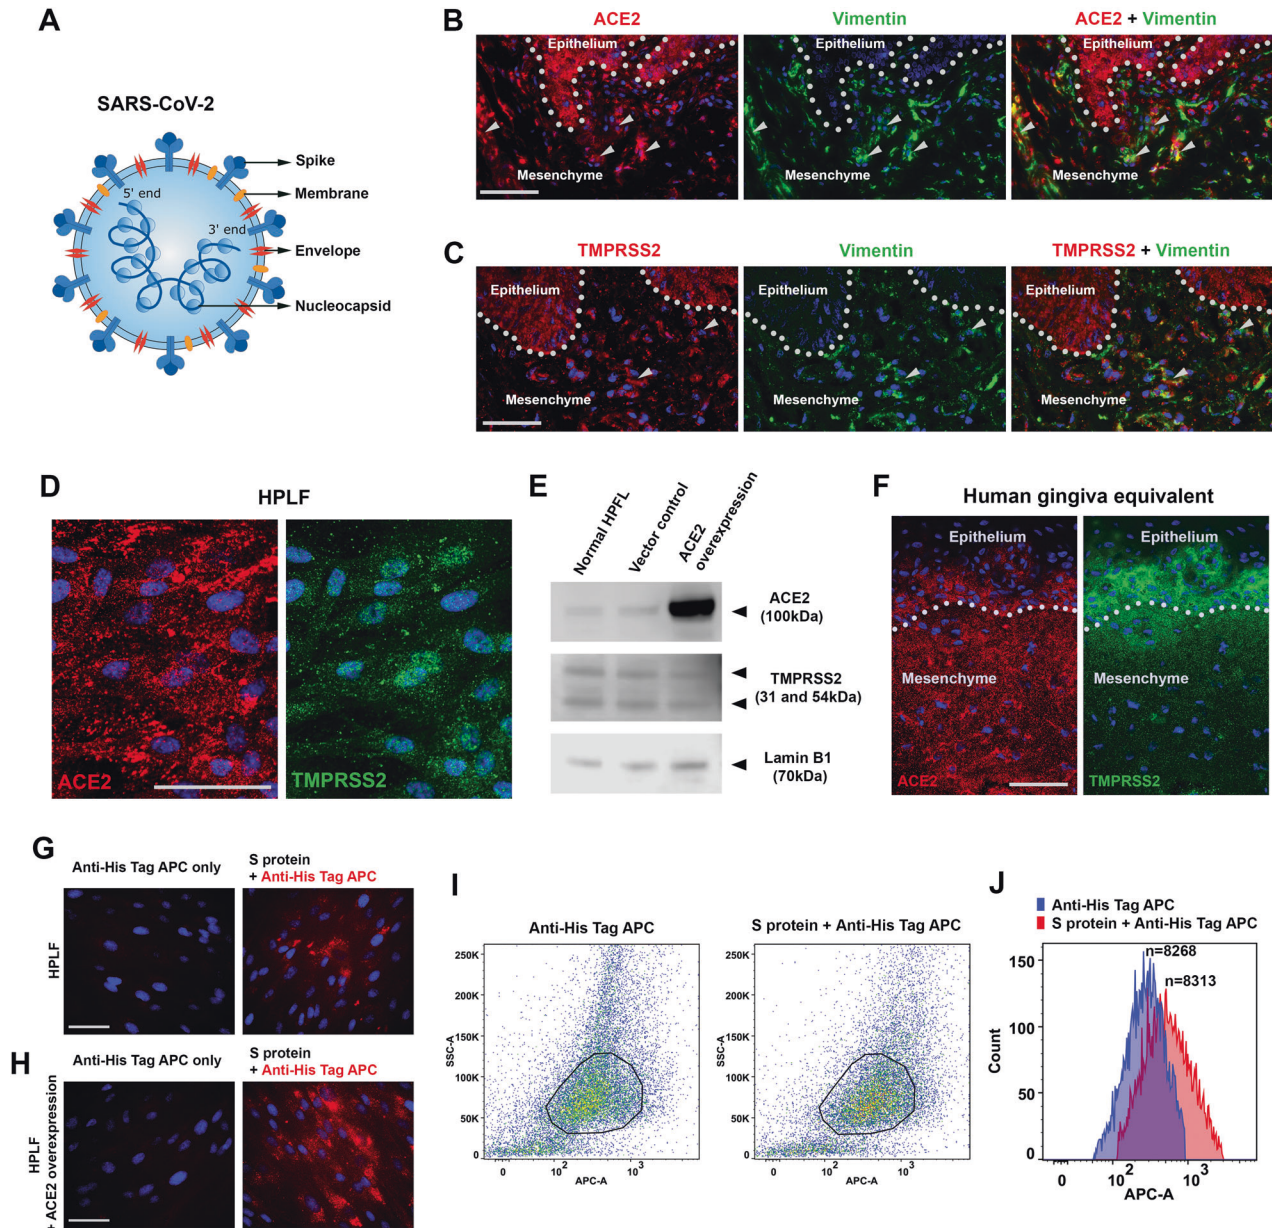 A
SARS-CoV-2
5' end
3' end
Spike
Membrane
Envelope
Nucleocapsid
B
ACE2
Vimentin
ACE2 + Vimentin
Epithelium
Epithelium
Epithelium
Mesenchyme
Mesenchyme
Mesenchyme
C
TMPRSS2
Vimentin
TMPRSS2 + Vimentin
Epithelium
Epithelium
Epithelium
Mesenchyme
Mesenchyme
Mesenchyme
D
HPLF
ACE2
TMPRSS2
E
Normal HPFL
Vector control
ACE2
overexpression
ACE2
(100kDa)
TMPRSS2
(31 and 54kDa)
Lamin B1
(70kDa)
F
Human gingiva equivalent
Epithelium
Epithelium
Mesenchyme
Mesenchyme
ACE2
TMPRSS2
G
Anti-His Tag APC only
S protein
+ Anti-His Tag APC
HPLF
H
Anti-His Tag APC only
S protein
+ Anti-His Tag APC
HPLF
+ ACE2 overexpression
I
Anti-His Tag APC
S protein + Anti-His Tag APC
250K
200K
150K
100K
50K
0
SSC-A
0
10²
10³
APC-A
250K
200K
150K
100K
50K
0
SSC-A
0
10²
10³
APC-A
J
Anti-His Tag APC
S protein + Anti-His Tag APC
n=8268
n=8313
150
100
50
0
Count
0
10²
10³
APC-A